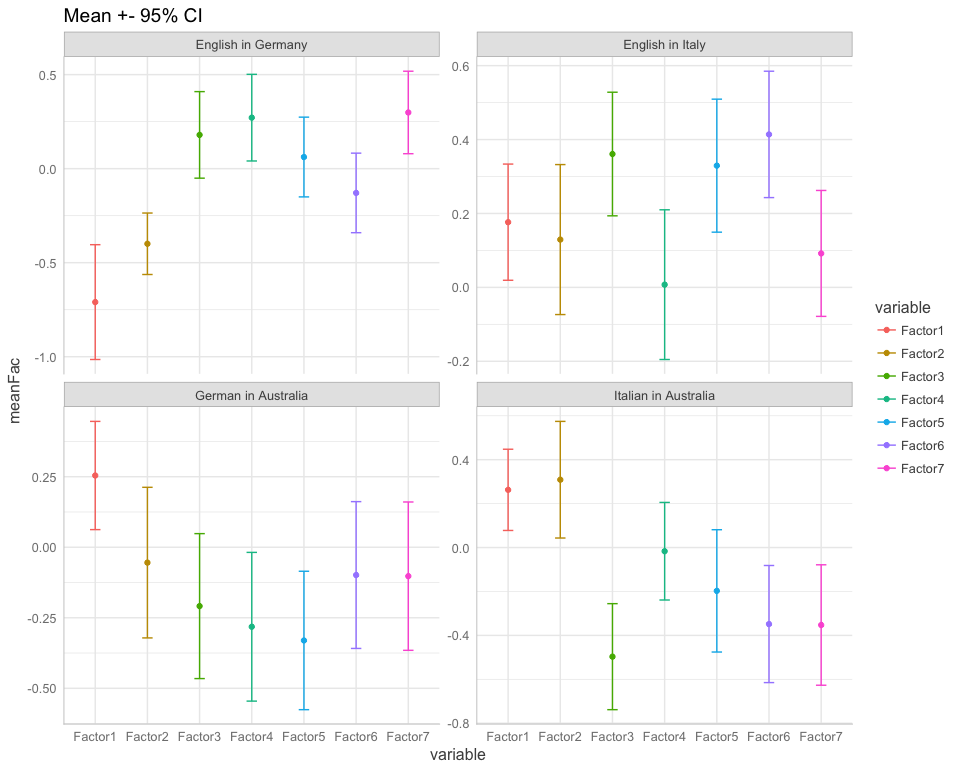 Mean +- 95% CI
English in Germany
English in Italy
0.5
0.0
-0.5
-1.0
0.6
0.4
0.2
0.0
-0.2
meanFac
German in Australia
Italian in Australia
0.25
0.00
-0.25
-0.50
0.4
0.0
-0.4
-0.8
Factor1 Factor2 Factor3 Factor4 Factor5 Factor6 Factor7
Factor1 Factor2 Factor3 Factor4 Factor5 Factor6 Factor7
variable
variable
Factor1
Factor2
Factor3
Factor4
Factor5
Factor6
Factor7